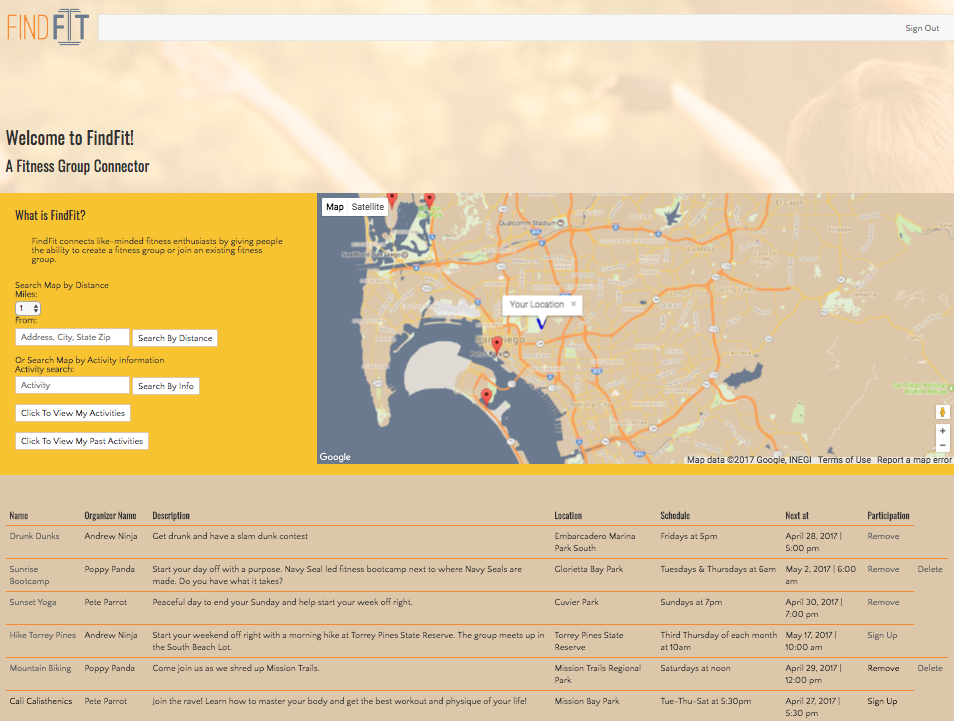 FINDFIT
Sign Out
Welcome to FindFit!
A Fitness Group Connector
What is FindFit?
FindFit connects like-minded fitness enthusiasts by giving people
the ability to create a fitness group or join an existing fitness
group.
Search Map by Distance
Miles:
1
From:
Address, City, State Zip Search By Distance
Or Search Map by Activity Information
Activity search:
Activity Search By Info
Click To View My Activities
Click To View My Past Activities
Map Satellite
Qualcomm Stadium
El Cajon
La Mesa
Your Location ×
Google
+
−
Map data ©2017 Google, INEGI Terms of Use Report a map error
Name Organizer Name Description Location Schedule Next at Participation
Drunk Dunks Andrew Ninja Get drunk and have a slam dunk contest Embarcadero Marina Fridays at 5pm April 28, 2017 | Remove
Park South 5:00 pm
Sunrise Poppy Panda Start your day off with a purpose. Navy Seal led fitness bootcamp next to where Navy Seals are Glorietta Bay Park Tuesdays & Thursdays at 6am May 2, 2017 | 6:00 Remove Delete
Bootcamp made. Do you have what it takes? am
Sunset Yoga Pete Parrot Peaceful day to end your Sunday and help start your week off right. Cuvier Park Sundays at 7pm April 30, 2017 | Remove
7:00 pm
Hike Torrey Pines Andrew Ninja Start your weekend off right with a morning hike at Torrey Pines State Reserve. The group meets up in Torrey Pines State Third Thursday of each month May 17, 2017 | Sign Up
the South Beach Lot. Reserve at 10am 10:00 am
Mountain Biking Poppy Panda Come join us as we shred up Mission Trails. Mission Trails Regional Saturdays at noon April 29, 2017 | Remove Delete
Park 12:00 pm
Cali Calisthenics Pete Parrot Join the rave! Learn how to master your body and get the best workout and physique of your life! Mission Bay Park Tue-Thu-Sat at 5:30pm April 27, 2017 | Sign Up
5:30 pm